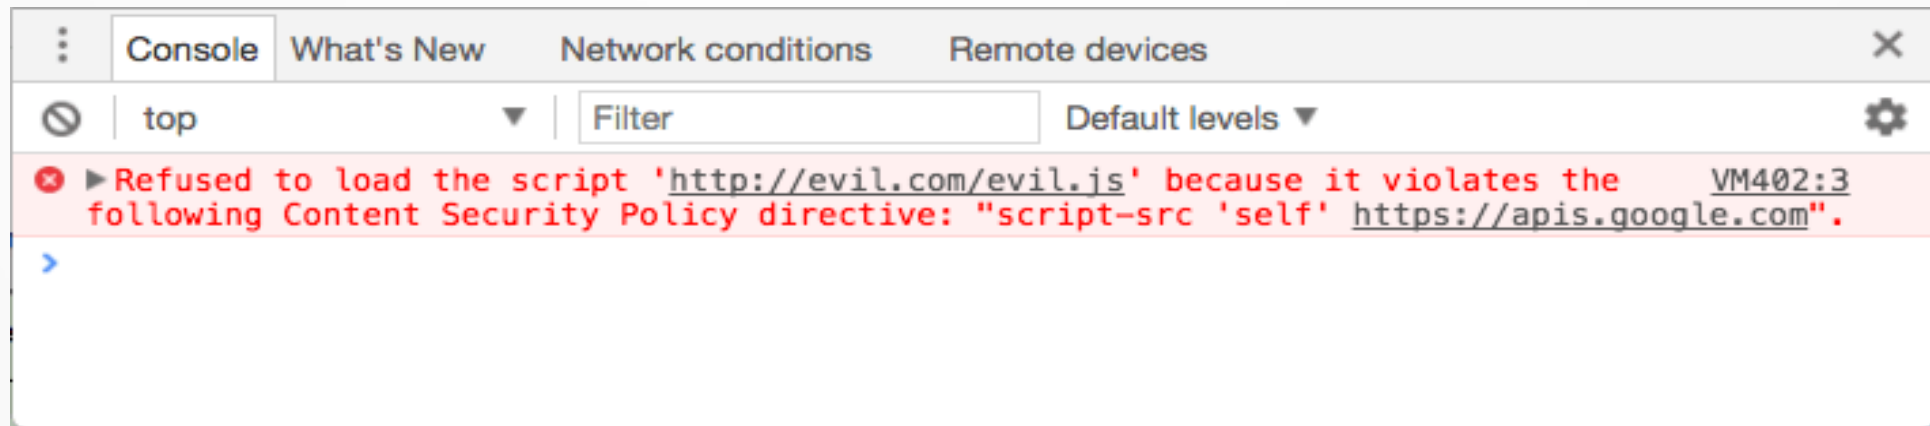 Console What's New Network conditions Remote devices
top Filter Default levels
Refused to load the script 'http://evil.com/evil.js' because it violates the VM402:3
following Content Security Policy directive: "script-src 'self' https://apis.google.com".